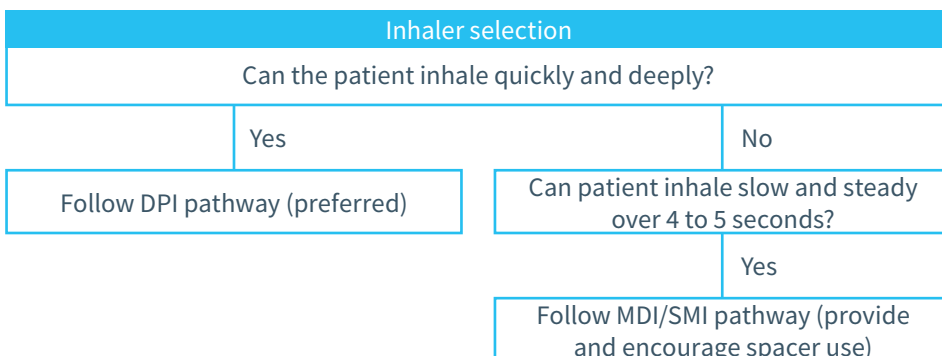 Inhaler selection
Can the patient inhale quickly and deeply?
Yes
No
Follow DPI pathway (preferred)
Can patient inhale slow and steady
over 4 to 5 seconds?
Yes
Follow MDI/SMI pathway (provide
and encourage spacer use)